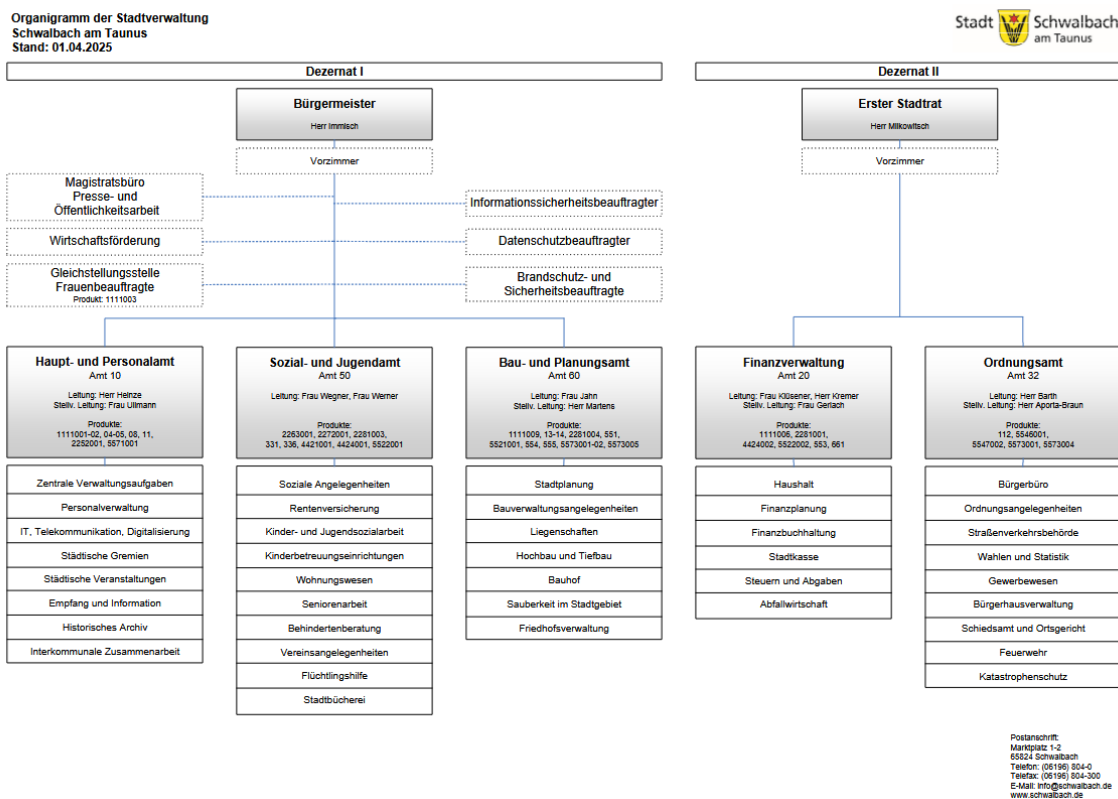 Organigramm der Stadtverwaltung
Schwalbach am Taunus
Stand: 01.04.2025
Stadt Schwalbach
am Taunus
Dezernat I
Bürgermeister
Herr Immisch
Vorzimmer
Magistratsbüro
Presse- und
Öffentlichkeitsarbeit
Informationssicherheitsbeauftragter
Wirtschaftsförderung
Datenschutzbeauftragter
Gleichstellungsstelle
Frauenbeauftragte
Produkt: 1111003
Brandschutz- und
Sicherheitsbeauftragte
Haupt- und Personalamt
Amt 10
Leitung: Herr Heinze
Stellv. Leitung: Frau Ullmann
Produkte:
1111001-02, 04-05, 08, 11,
2252001, 5571001
Zentrale Verwaltungsaufgaben
Personalverwaltung
IT, Telekommunikation, Digitalisierung
Städtische Gremien
Städtische Veranstaltungen
Empfang und Information
Historisches Archiv
Interkommunale Zusammenarbeit
Sozial- und Jugendamt
Amt 50
Leitung: Frau Wegner, Frau Werner
Produkte:
2263001, 2272001, 2281003,
331, 336, 4421001, 4424001, 5522001
Soziale Angelegenheiten
Rentenversicherung
Kinder- und Jugendsozialarbeit
Kinderbetreuungseinrichtungen
Wohnungswesen
Seniorenarbeit
Behindertenberatung
Vereinsangelegenheiten
Flüchtlingshilfe
Stadtbücherei
Bau- und Planungsamt
Amt 60
Leitung: Frau Jahn
Stellv. Leitung: Herr Martens
Produkte:
1111009, 13-14, 2281004, 551,
5521001, 554, 555, 5573001-02, 5573005
Stadtplanung
Bauverwaltungsangelegenheiten
Liegenschaften
Hochbau und Tiefbau
Bauhof
Sauberkeit im Stadtgebiet
Friedhofsverwaltung
Dezernat II
Erster Stadtrat
Herr Milkowitsch
Vorzimmer
Finanzverwaltung
Amt 20
Leitung: Frau Klüsener, Herr Kremer
Stellv. Leitung: Frau Gerlach
Produkte:
1111006, 2281001,
4424002, 5522002, 553, 661
Haushalt
Finanzplanung
Finanzbuchhaltung
Stadtkasse
Steuern und Abgaben
Abfallwirtschaft
Ordnungsamt
Amt 32
Leitung: Herr Barth
Stellv. Leitung: Herr Aporta-Braun
Produkte:
112, 5546001,
5547002, 5573001, 5573004
Bürgerbüro
Ordnungsangelegenheiten
Straßenverkehrsbehörde
Wahlen und Statistik
Gewerbewesen
Bürgerhausverwaltung
Schiedsamt und Ortsgericht
Feuerwehr
Katastrophenschutz
Postanschrift:
Marktplatz 1-2
65824 Schwalbach
Telefon: (06196) 804-0
Telefax: (06196) 804-300
E-Mail: info@schwalbach.de
www.schwalbach.de